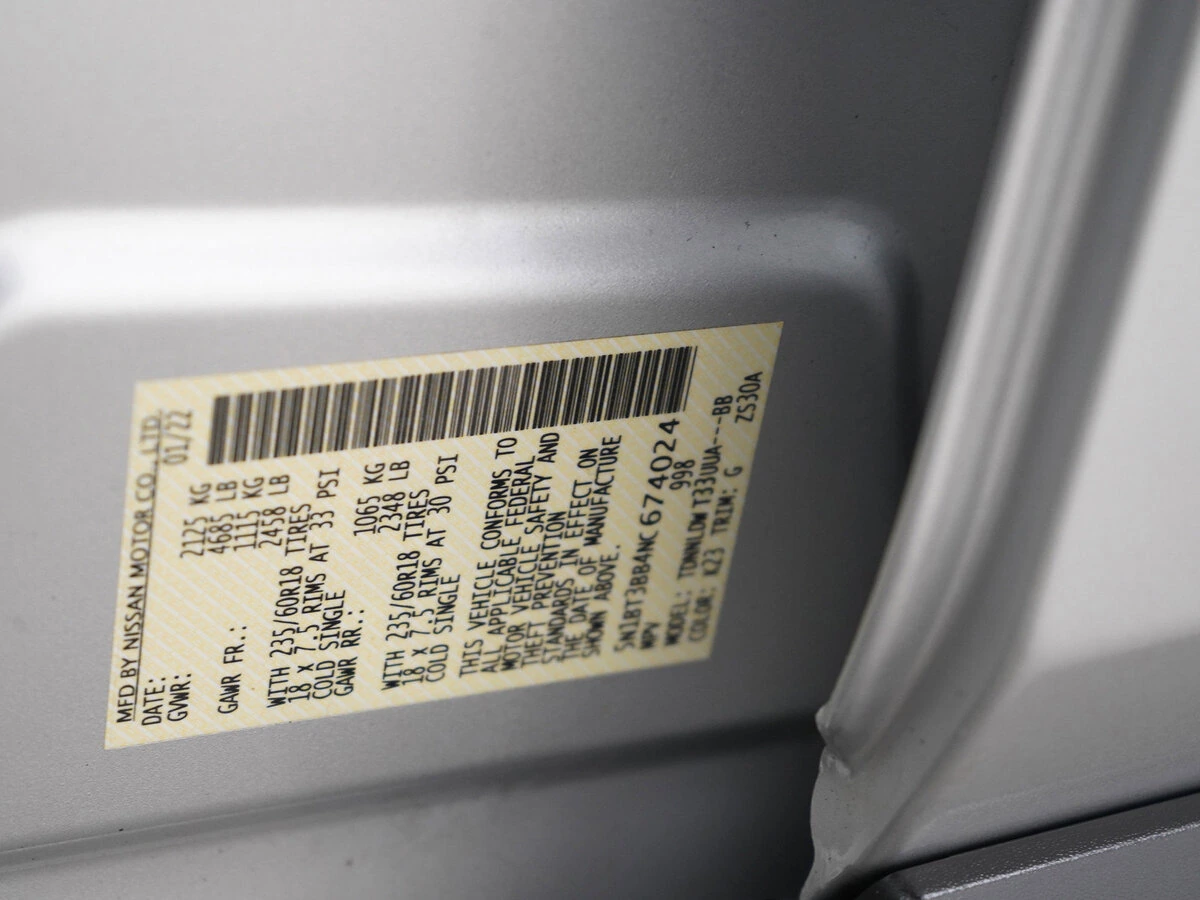 MFD BY NISSAN MOTOR CO., LTD.
DATE: 01/22
GVWR: 2125 KG
4685 LB
GAWR FR.: 1115 KG
2458 LB
WITH 235/60R18 TIRES
18 X 7.5 RIMS AT 33 PSI
COLD SINGLE
GAWR RR.: 1065 KG
2348 LB
WITH 235/60R18 TIRES
18 X 7.5 RIMS AT 30 PSI
COLD SINGLE
THIS VEHICLE CONFORMS TO
ALL APPLICABLE FEDERAL
MOTOR VEHICLE SAFETY AND
THEFT PREVENTION
STANDARDS IN EFFECT ON
THE DATE OF MANUFACTURE
SHOWN ABOVE.
5N1BT3BB4NC674024
MPV 998
MODEL: TDNNLDW T33UUA---BB
COLOR: K23 TRIM: G ZS30A